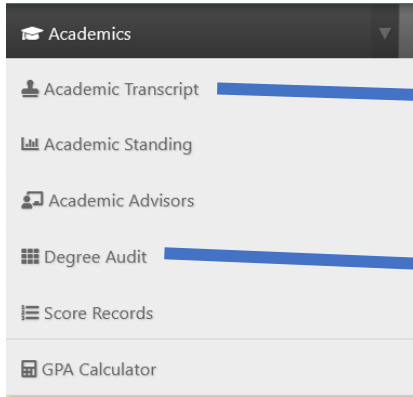 Academics
Academic Transcript
Academic Standing
Academic Advisors
Degree Audit
Score Records
GPA Calculator